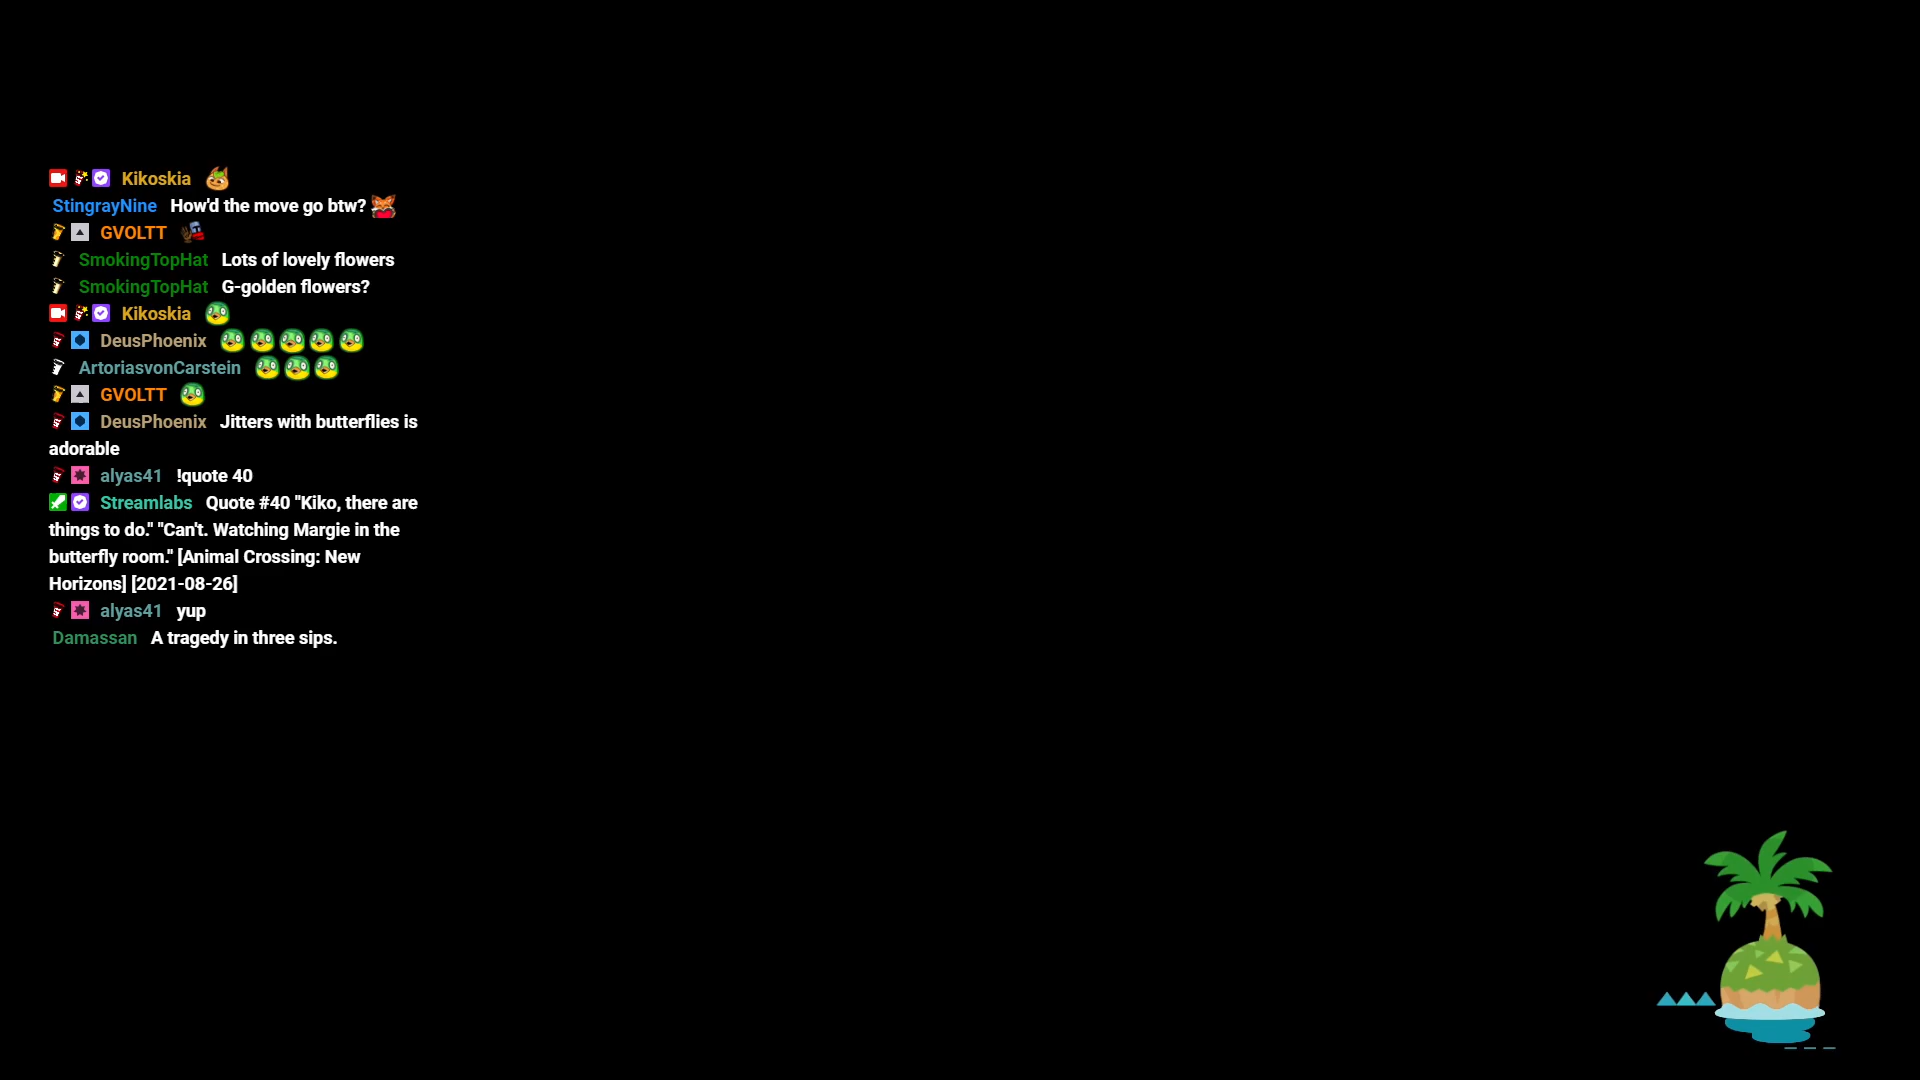 Kikoskia
StingrayNine How'd the move go btw?
GVOLTT
SmokingTopHat Lots of lovely flowers
SmokingTopHat G-golden flowers?
Kikoskia
DeusPhoenix
ArtoriasvonCarstein
GVOLTT
DeusPhoenix Jitters with butterflies is
adorable
alyas41 !quote 40
Streamlabs Quote #40 "Kiko, there are
things to do." "Can't. Watching Margie in the
butterfly room." [Animal Crossing: New
Horizons] [2021-08-26]
alyas41 yup
Damassan A tragedy in three sips.